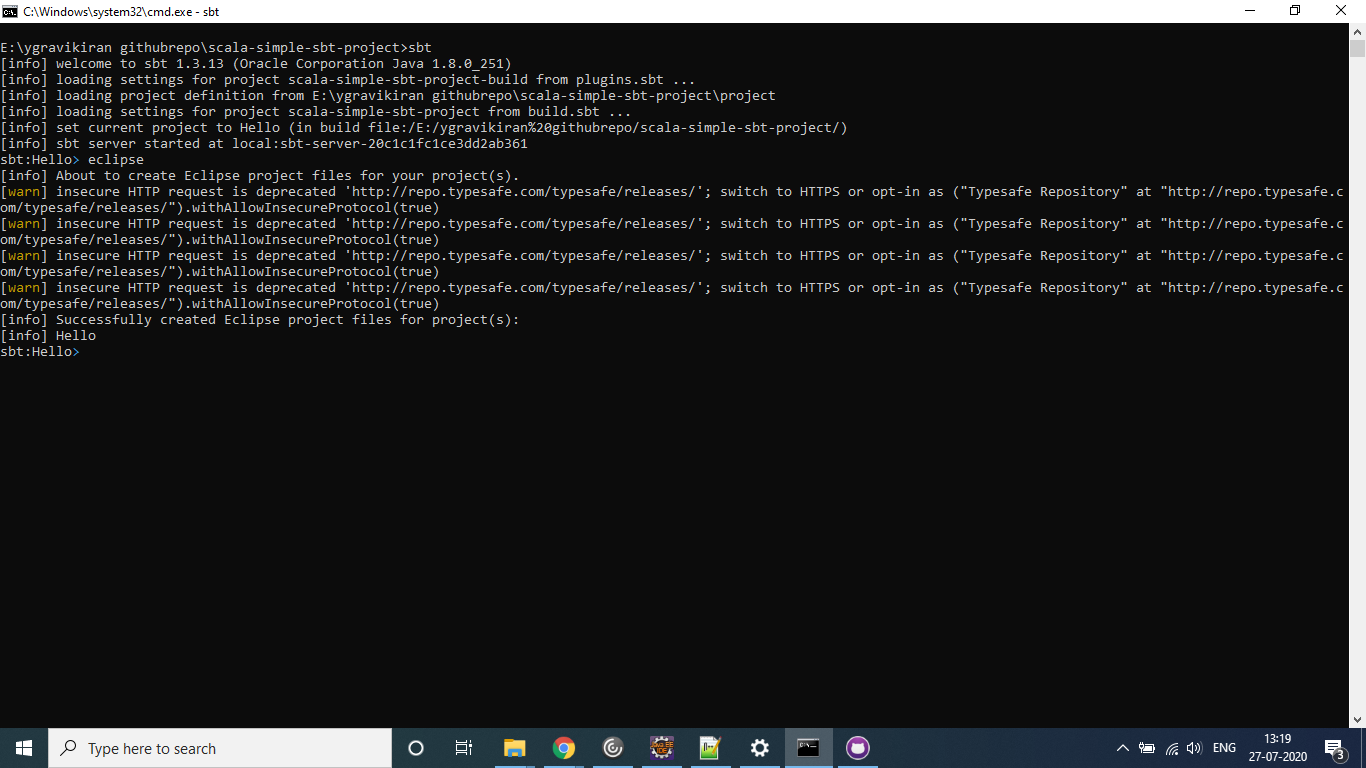 C:\Windows\system32\cmd.exe - sbt
E:\ygravikiran githubrepo\scala-simple-sbt-project>sbt
[info] welcome to sbt 1.3.13 (Oracle Corporation Java 1.8.0_251)
[info] loading settings for project scala-simple-sbt-project-build from plugins.sbt ...
[info] loading project definition from E:\ygravikiran githubrepo\scala-simple-sbt-project\project
[info] loading settings for project scala-simple-sbt-project from build.sbt ...
[info] set current project to Hello (in build file:/E:/ygravikiran%20githubrepo/scala-simple-sbt-project/)
[info] sbt server started at local:sbt-server-20c1c1fc1ce3dd2ab361
sbt:Hello> eclipse
[info] About to create Eclipse project files for your project(s).
[warn] insecure HTTP request is deprecated 'http://repo.typesafe.com/typesafe/releases/'; switch to HTTPS or opt-in as ("Typesafe Repository" at "http://repo.typesafe.c
om/typesafe/releases/").withAllowInsecureProtocol(true)
[warn] insecure HTTP request is deprecated 'http://repo.typesafe.com/typesafe/releases/'; switch to HTTPS or opt-in as ("Typesafe Repository" at "http://repo.typesafe.c
om/typesafe/releases/").withAllowInsecureProtocol(true)
[warn] insecure HTTP request is deprecated 'http://repo.typesafe.com/typesafe/releases/'; switch to HTTPS or opt-in as ("Typesafe Repository" at "http://repo.typesafe.c
om/typesafe/releases/").withAllowInsecureProtocol(true)
[warn] insecure HTTP request is deprecated 'http://repo.typesafe.com/typesafe/releases/'; switch to HTTPS or opt-in as ("Typesafe Repository" at "http://repo.typesafe.c
om/typesafe/releases/").withAllowInsecureProtocol(true)
[info] Successfully created Eclipse project files for project(s):
[info] Hello
sbt:Hello>
Type here to search
ENG
13:19
27-07-2020
3